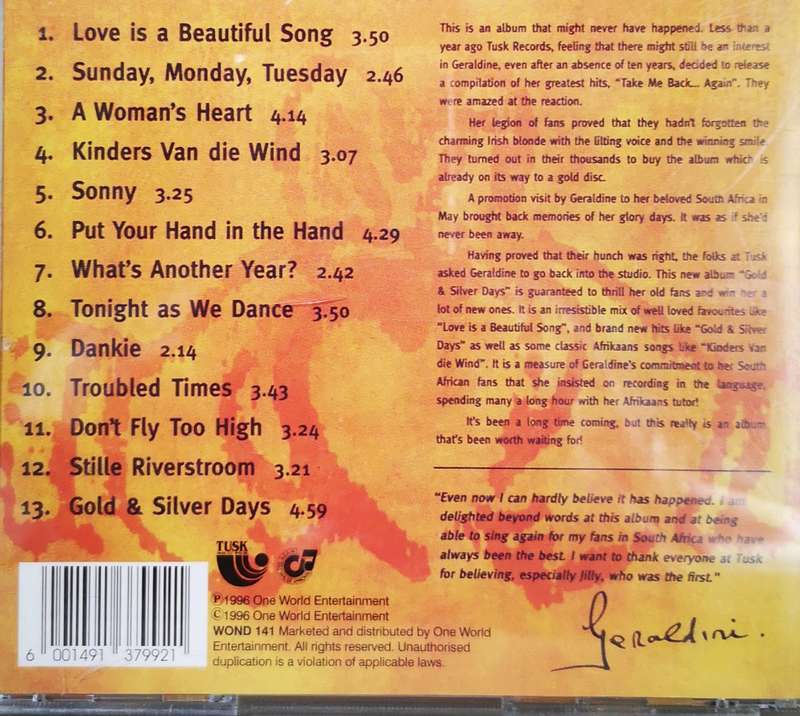 1. Love is a Beautiful Song 3.50
2. Sunday, Monday, Tuesday 2.46
3. A Woman's Heart 4.14
4. Kinders Van die Wind 3.07
5. Sonny 3.25
6. Put Your Hand in the Hand 4.29
7. What's Another Year? 2.42
8. Tonight as We Dance 3.50
9. Dankie 2.14
10. Troubled Times 3.43
11. Don't Fly Too High 3.24
12. Stille Riverstroom 3.21
13. Gold & Silver Days 4.59
This is an album that might never have happened. Less than a
year ago Tusk Records, feeling that there might still be an interest
in Geraldine, even after an absence of ten years, decided to release
a compilation of her greatest hits, "Take Me Back... Again". They
were amazed at the reaction.
Her legion of fans proved that they hadn't forgotten the
charming Irish blonde with the lilting voice and the winning smile.
They turned out in their thousands to buy the album which is
already on its way to a gold disc.
A promotion visit by Geraldine to her beloved South Africa in
May brought back memories of her glory days. It was as if she'd
never been away.
Having proved that their hunch was right, the folks at Tusk
asked Geraldine to go back into the studio. This new album "Gold
& Silver Days" is guaranteed to thrill her old fans and win her a
lot of new ones. It is an irresistible mix of well loved favourites like
"Love is a Beautiful Song", and brand new hits like "Gold & Silver
Days" as well as some classic Afrikaans songs like "Kinders Van
die Wind". It is a measure of Geraldine's commitment to her South
African fans that she insisted on recording in the language,
spending many a long hour with her Afrikaans tutor!
It's been a long time coming, but this really is an album
that's been worth waiting for!
"Even now I can hardly believe it has happened. I am
delighted beyond words at this album and at being
able to sing again for my fans in South Africa who have
always been the best. I want to thank everyone at Tusk
for believing, especially Jilly, who was the first."
Geraldine.
TUSK
℗1996 One World Entertainment
©1996 One World Entertainment
WOND 141 Marketed and distributed by One World
Entertainment. All rights reserved. Unauthorised
duplication is a violation of applicable laws.
6 001491 379921